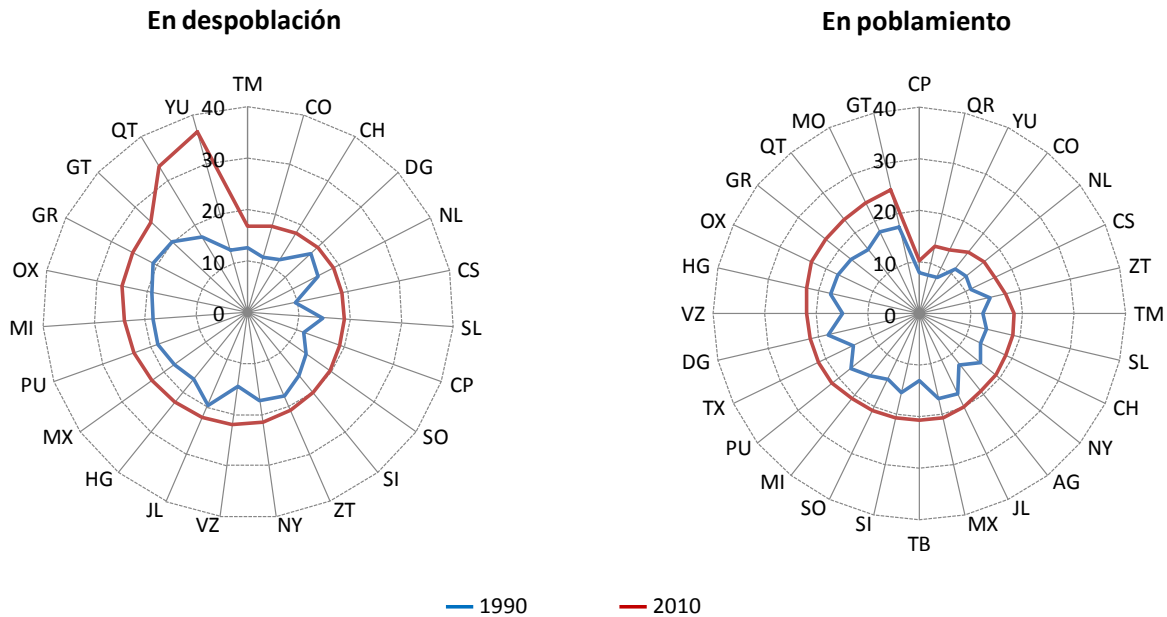 En despoblación
En poblamiento
TM
CO
CH
DG
NL
CS
SL
CP
SO
SI
ZT
NY
VZ
JL
HG
MX
PU
MI
OX
GR
GT
QT
YU
40
30
20
10
0
CP
QR
YU
CO
NL
CS
ZT
TM
SL
CH
NY
AG
JL
MX
TB
SI
SO
MI
PU
TX
DG
VZ
HG
OX
GR
QT
MO
GT
40
30
20
10
0
1990
2010